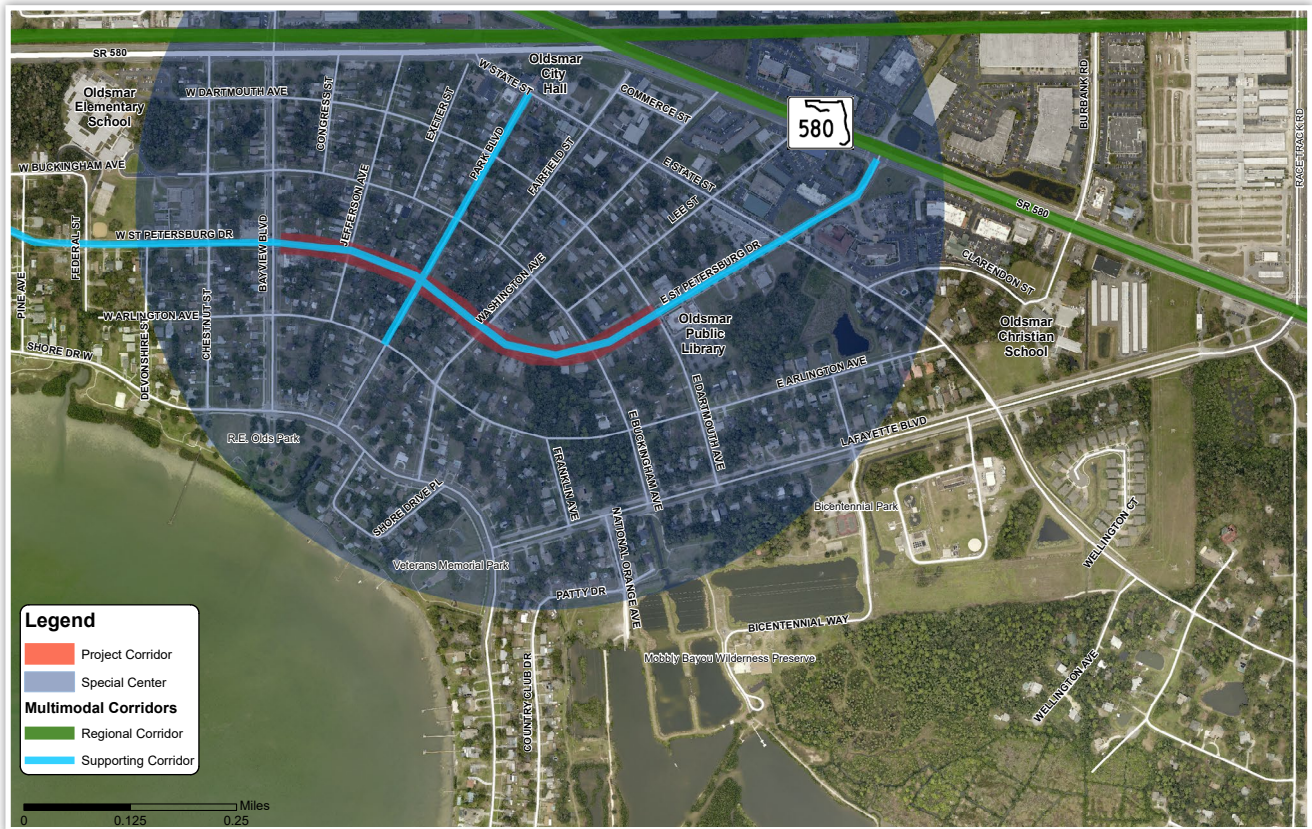 SR 580
Oldsmar
City
Hall
W STATE ST
Oldsmar
Elementary
School
W DARTMOUTH AVE
CONGRESS ST
EXETER ST
PARK BLVD
FAIRFIELD ST
COMMERCE ST
580
BURBANK RD
RACE TRACK RD
W BUCKINGHAM AVE
E STATE ST
LEE ST
SR 580
FEDERAL ST
W ST PETERSBURG DR
BAYVIEW BLVD
JEFFERSON AVE
WASHINGTON AVE
E ST PETERSBURG DR
CLARENDON ST
PINE AVE
W ARLINGTON AVE
DEVONSHIRE ST
CHESTNUT ST
SHORE DR W
Oldsmar
Public
Library
Oldsmar
Christian
School
E ARLINGTON AVE
E DARTMOUTH AVE
R.E. Olds Park
E BUCKINGHAM AVE
LAFAYETTE BLVD
FRANKLIN AVE
SHORE DRIVE PL
NATIONAL ORANGE AVE
Bicentennial Park
WELLINGTON CT
Veterans Memorial Park
PATTY DR
BICENTENNIAL WAY
Mobbly Bayou Wilderness Preserve
COUNTRY CLUB DR
WELLINGTON AVE
Legend
Project Corridor
Special Center
Multimodal Corridors
Regional Corridor
Supporting Corridor
Miles
0 0.125 0.25